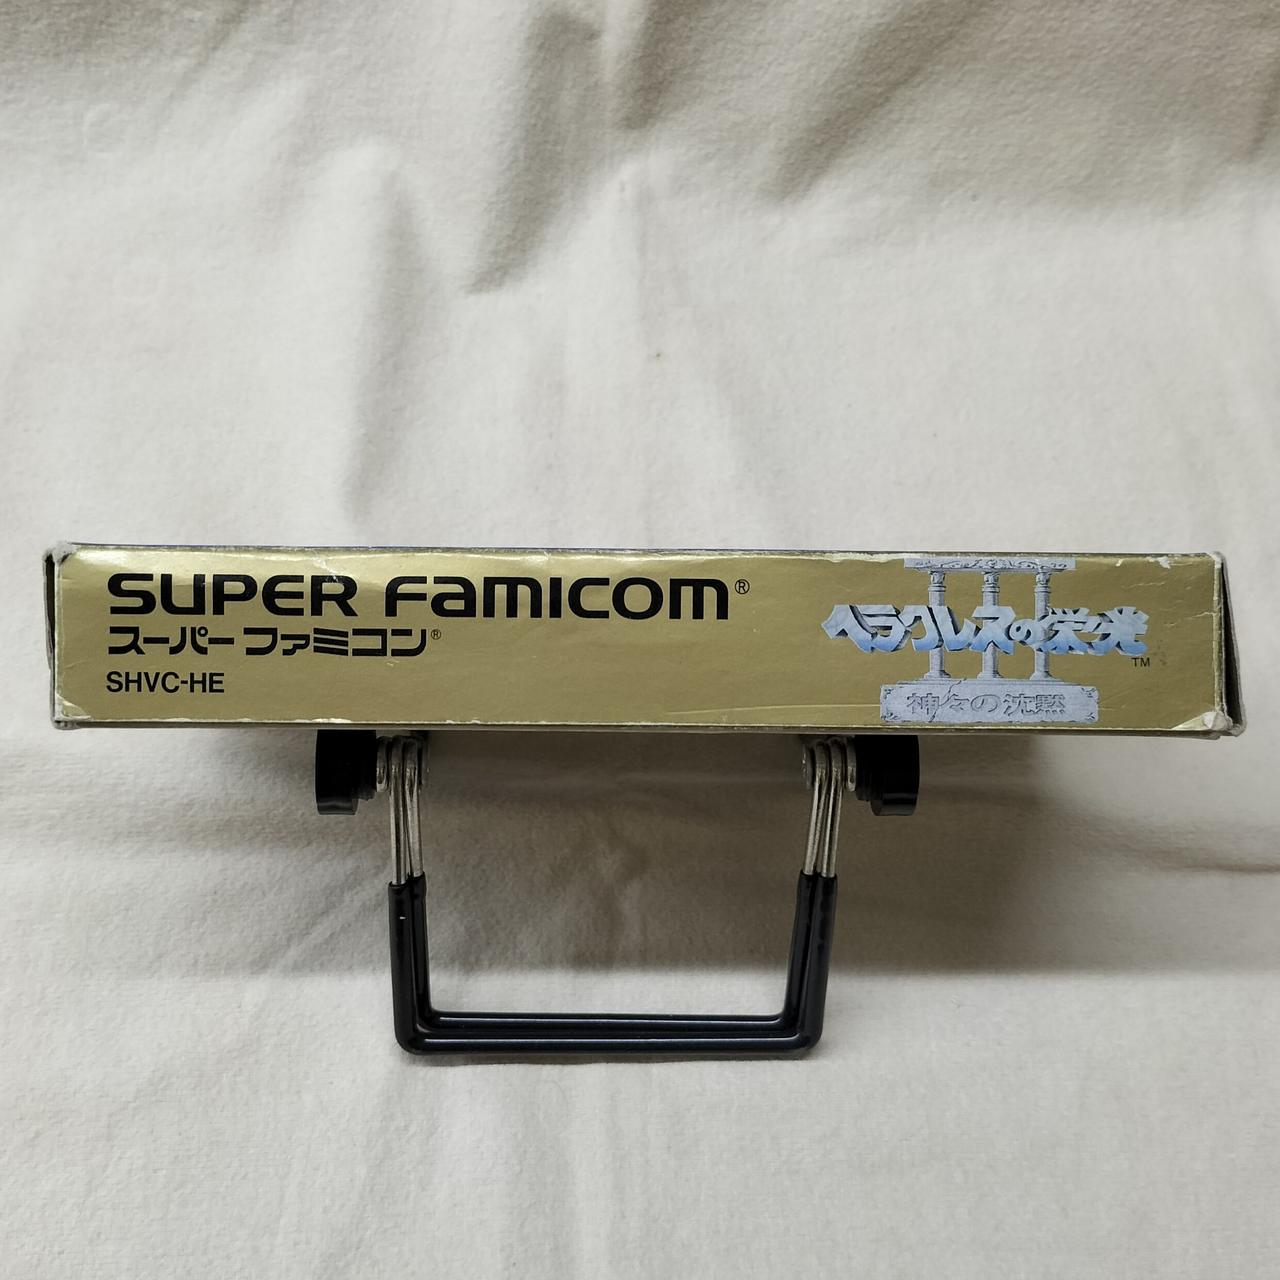 SUPER FAMICOM®
スーパーファミコン®
SHVC-HE
III
ヘラクレスの栄光
TM
神々の沈黙